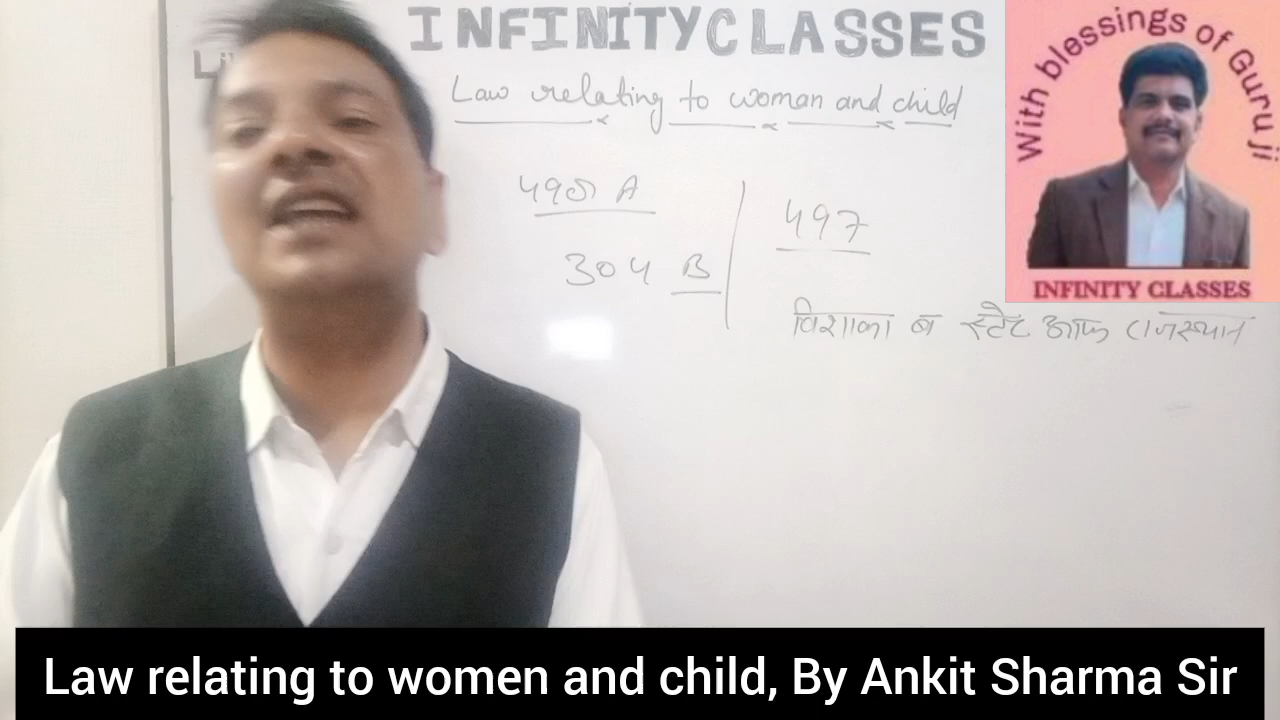 INFINITY CLASSES
Law relating to woman and child
498 A
304 B
497
विशाका ब स्टेट आफ राजस्थान
With blessings of Guru ji
INFINITY CLASSES
Law relating to women and child, By Ankit Sharma Sir